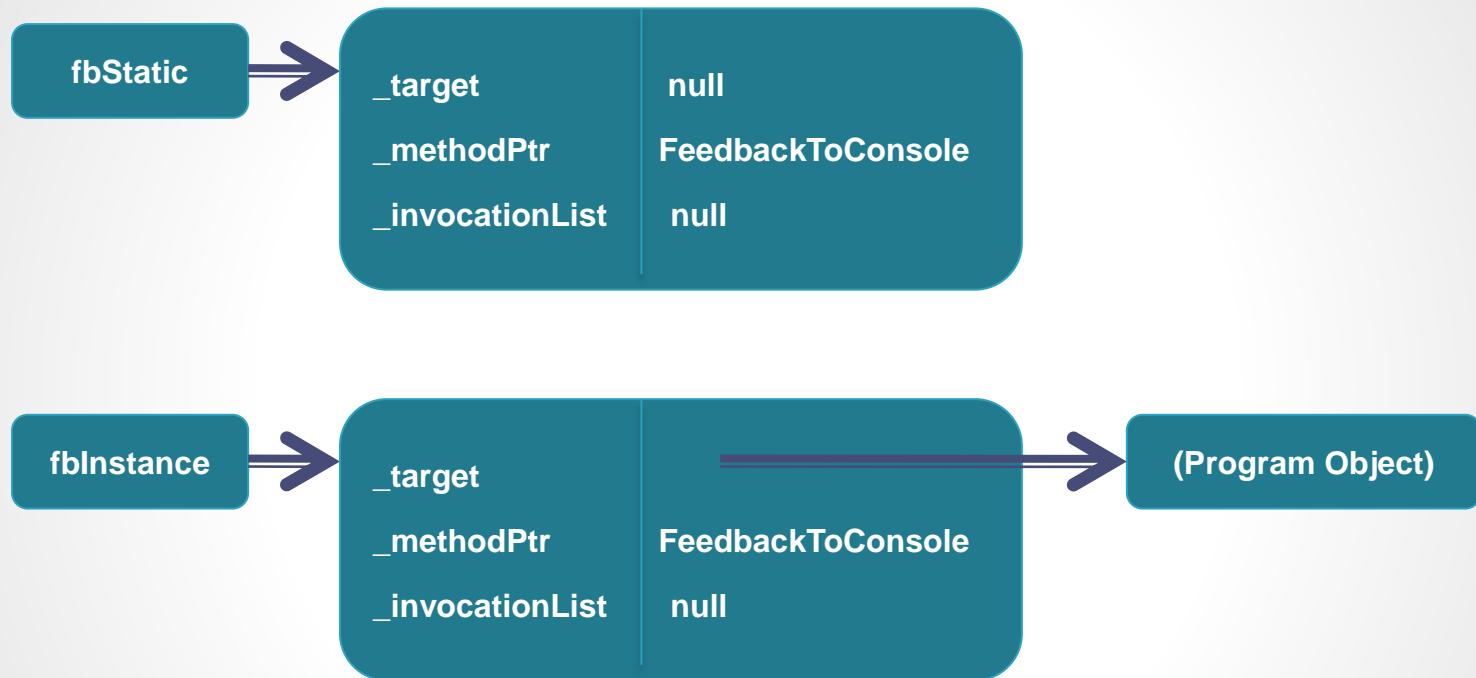 fbStatic
_target null
_methodPtr FeedbackToConsole
_invocationList null
fbInstance
_target
(Program Object)
_methodPtr FeedbackToConsole
_invocationList null